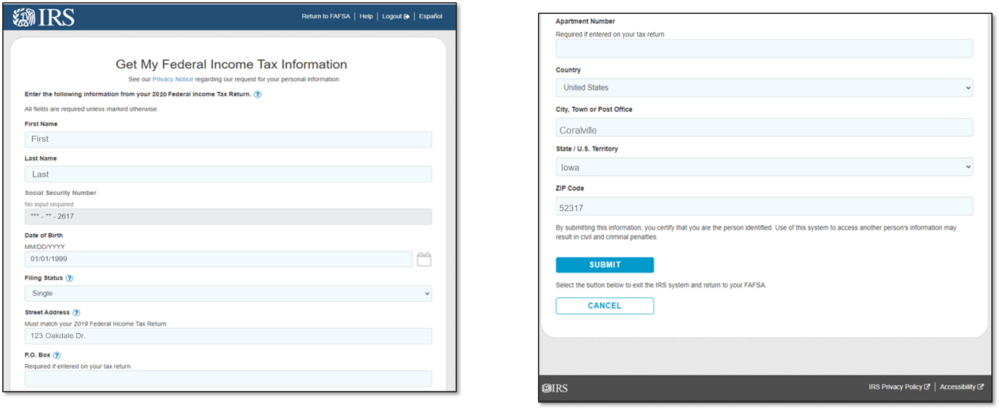 IRS
Return to FAFSA | Help | Logout | Español
Get My Federal Income Tax Information
See our Privacy Notice regarding our request for your personal information.
Enter the following information from your 2020 Federal Income Tax Return. ?
All fields are required unless marked otherwise.
First Name
First
Last Name
Last
Social Security Number
No input required
*** - ** - 2617
Date of Birth
MM/DD/YYYY
01/01/1999
Filing Status ?
Single
Street Address ?
Must match your 2019 Federal Income Tax Return
123 Oakdale Dr.
P.O. Box ?
Required if entered on your tax return
Apartment Number
Required if entered on your tax return
Country
United States
City, Town or Post Office
Coralville
State / U.S. Territory
Iowa
ZIP Code
52317
By submitting this information, you certify that you are the person identified. Use of this system to access another person's information may
result in civil and criminal penalties.
SUBMIT
Select the button below to exit the IRS system and return to your FAFSA.
CANCEL
IRS
IRS Privacy Policy | Accessibility